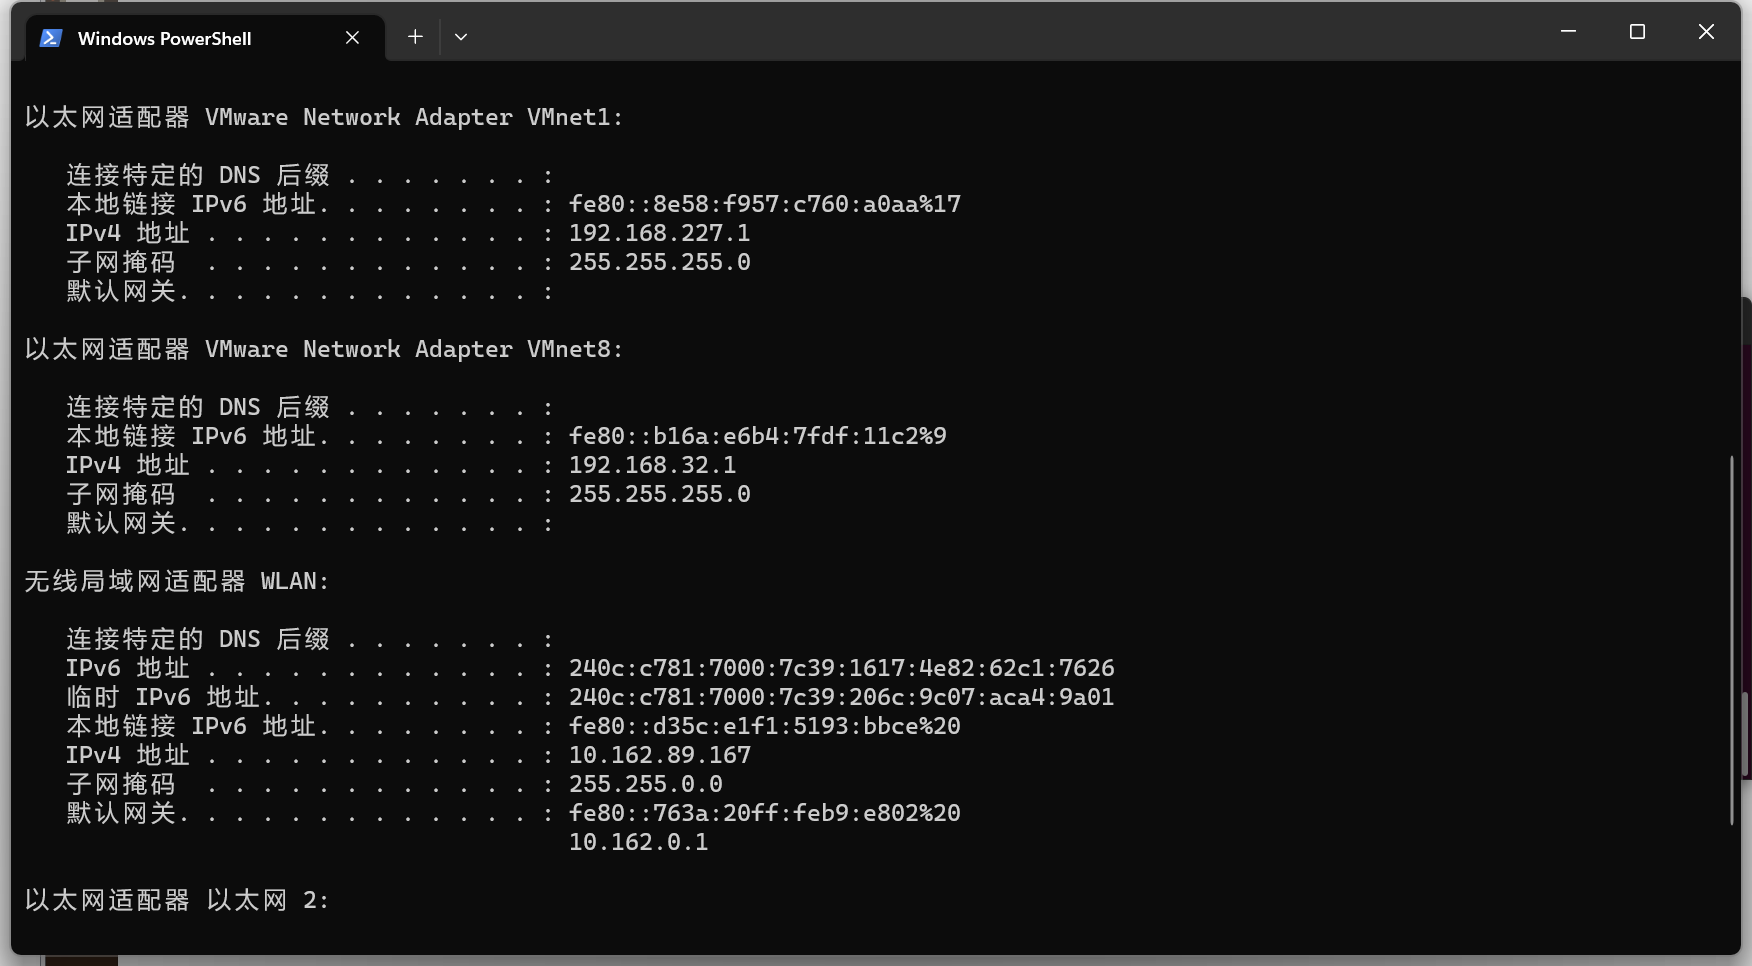 Windows PowerShell
以太网适配器 VMware Network Adapter VMnet1:
连接特定的 DNS 后缀 . . . . . . . :
本地链接 IPv6 地址. . . . . . . . : fe80::8e58:f957:c760:a0aa%17
IPv4 地址 . . . . . . . . . . . . : 192.168.227.1
子网掩码  . . . . . . . . . . . . : 255.255.255.0
默认网关. . . . . . . . . . . . . :
以太网适配器 VMware Network Adapter VMnet8:
连接特定的 DNS 后缀 . . . . . . . :
本地链接 IPv6 地址. . . . . . . . : fe80::b16a:e6b4:7fdf:11c2%9
IPv4 地址 . . . . . . . . . . . . : 192.168.32.1
子网掩码  . . . . . . . . . . . . : 255.255.255.0
默认网关. . . . . . . . . . . . . :
无线局域网适配器 WLAN:
连接特定的 DNS 后缀 . . . . . . . :
IPv6 地址 . . . . . . . . . . . . : 240c:c781:7000:7c39:1617:4e82:62c1:7626
临时 IPv6 地址. . . . . . . . . . : 240c:c781:7000:7c39:206c:9c07:aca4:9a01
本地链接 IPv6 地址. . . . . . . . : fe80::d35c:e1f1:5193:bbce%20
IPv4 地址 . . . . . . . . . . . . : 10.162.89.167
子网掩码  . . . . . . . . . . . . : 255.255.0.0
默认网关. . . . . . . . . . . . . : fe80::763a:20ff:feb9:e802%20
10.162.0.1
以太网适配器 以太网 2: